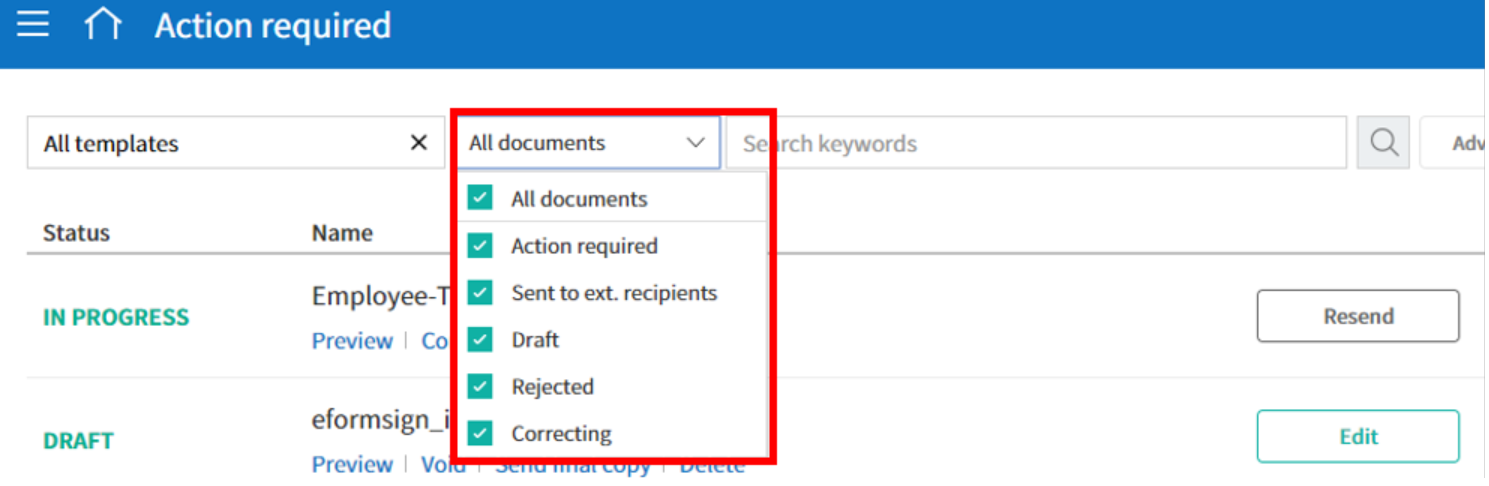 Action required
All templates
All documents
Search keywords
Adv
All documents
Status
Name
Action required
Sent to ext. recipients
IN PROGRESS
Employee-T
Preview | Co
Resend
Draft
Rejected
Correcting
DRAFT
eformsign_i
Preview | Void | Send final copy | Delete
Edit